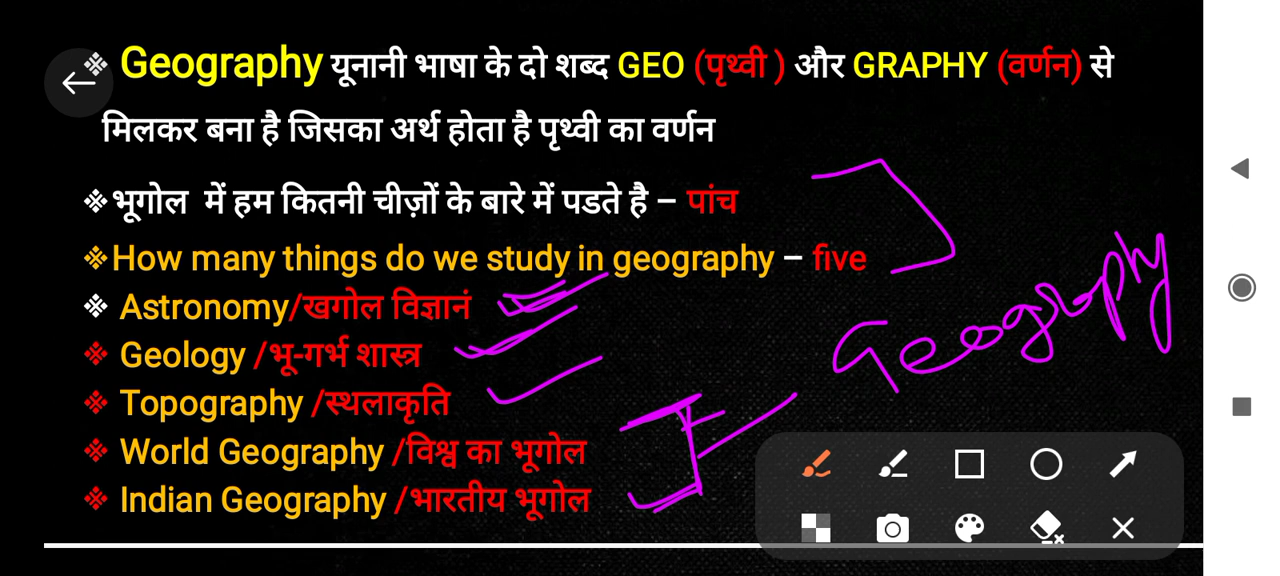 Geography यूनानी भाषा के दो शब्द GEO (पृथ्वी ) और GRAPHY (वर्णन) से
मिलकर बना है जिसका अर्थ होता है पृथ्वी का वर्णन
भूगोल में हम कितनी चीज़ों के बारे में पडते है – पांच
How many things do we study in geography – five
Astronomy/खगोल विज्ञानं
Geology /भू-गर्भ शास्त्र
Topography /स्थलाकृति
World Geography /विश्व का भूगोल
Indian Geography /भारतीय भूगोल
Geography